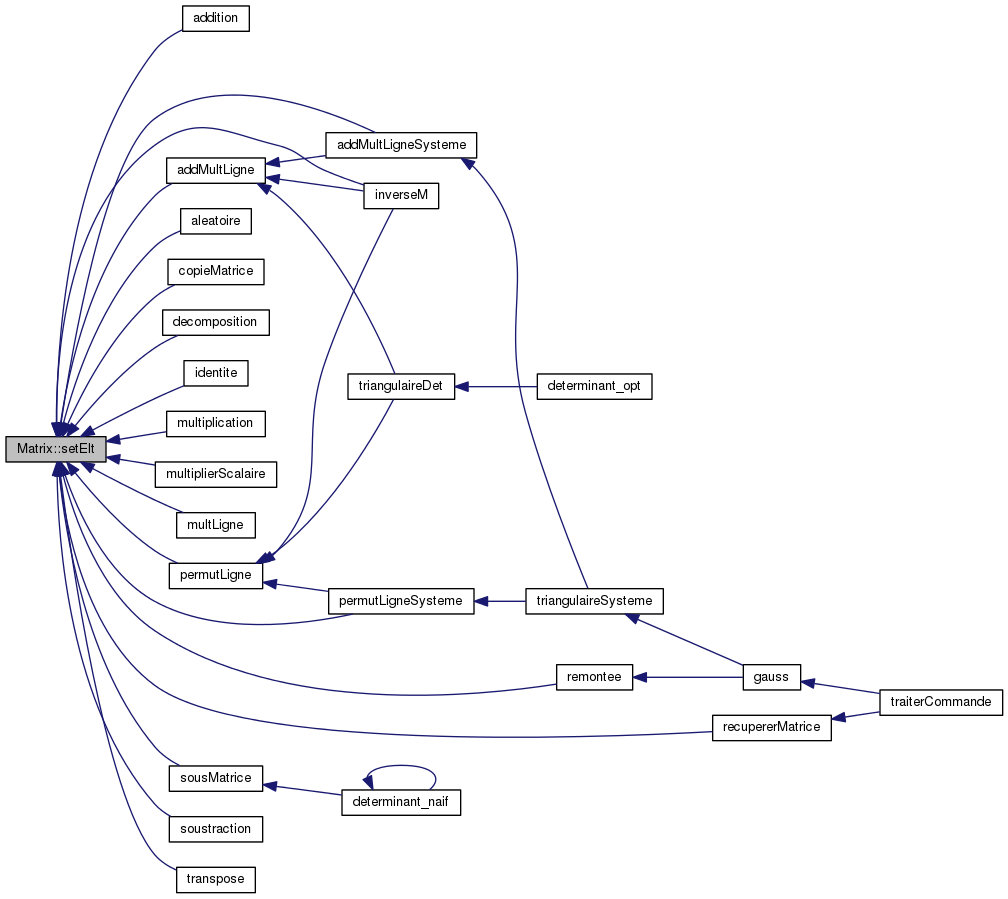 addition
addMultLigneSysteme
addMultLigne
inverseM
aleatoire
copieMatrice
decomposition
identite
triangulaireDet
determinant_opt
multiplication
Matrix::setElt
multiplierScalaire
multLigne
permutLigne
permutLigneSysteme
triangulaireSysteme
remontee
gauss
traiterCommande
recupererMatrice
sousMatrice
determinant_naif
soustraction
transpose